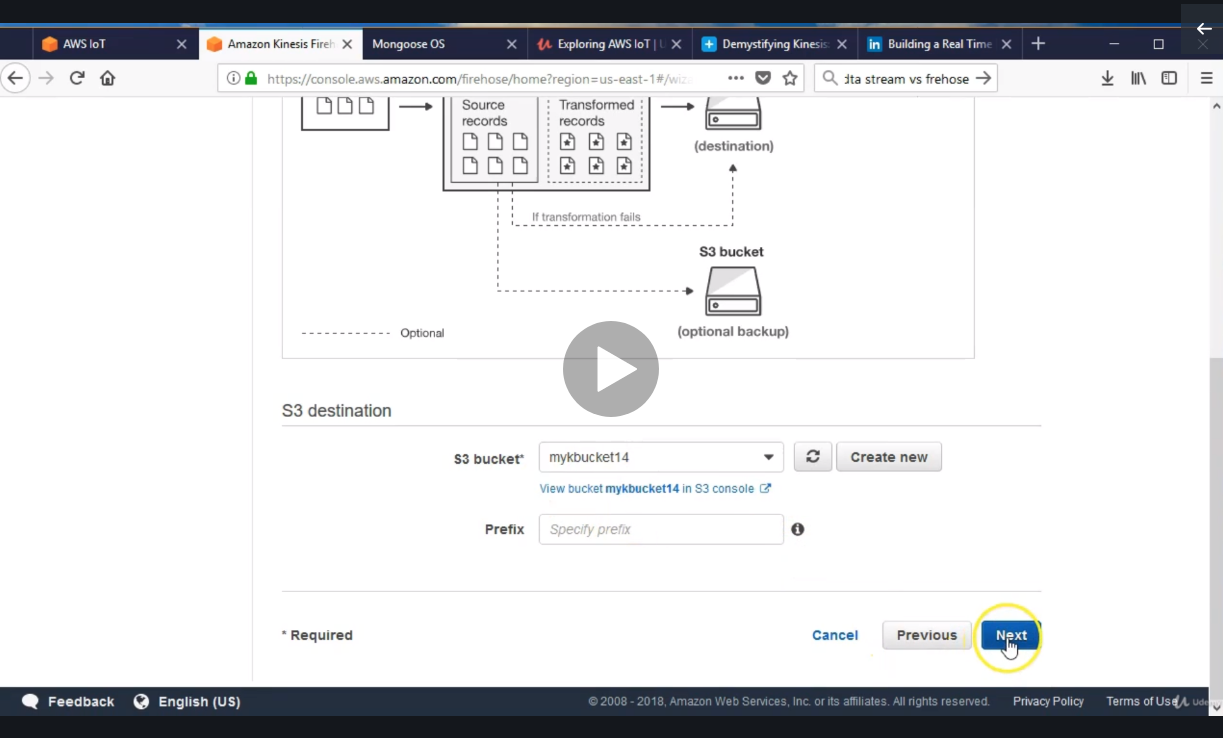 AWS IoT
Amazon Kinesis Fireh
Mongoose OS
Exploring AWS IoT | U
Demystifying Kinesis
Building a Real Time
https://console.aws.amazon.com/firehose/home?region=us-east-1#/wiz
dta stream vs frehose
Source records
Transformed records
(destination)
If transformation fails
S3 bucket
(optional backup)
Optional
S3 destination
S3 bucket*
mykbucket14
Create new
View bucket mykbucket14 in S3 console
Prefix
Specify prefix
* Required
Cancel
Previous
Next
Feedback
English (US)
© 2008 - 2018, Amazon Web Services, Inc. or its affiliates. All rights reserved.
Privacy Policy
Terms of Use